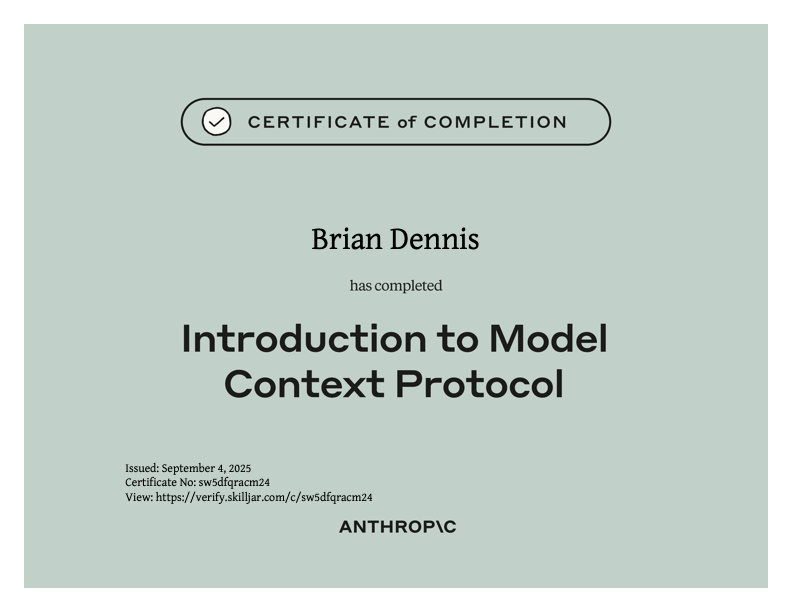 CERTIFICATE of COMPLETION
Brian Dennis
has completed
Introduction to Model
Context Protocol
Issued: September 4, 2025
Certificate No: sw5dfqracm24
View: https://verify.skilljar.com/c/sw5dfqracm24
ANTHROP\C